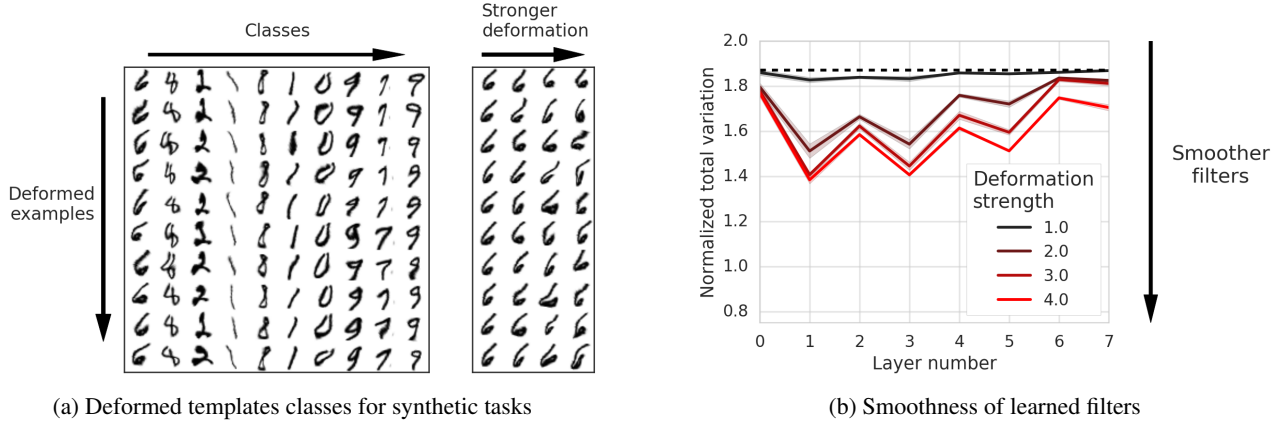 Classes
Stronger
deformation
Deformed
examples
(a) Deformed templates classes for synthetic tasks
Normalized total variation
2.0
1.8
1.6
1.4
1.2
1.0
0.8
0 1 2 3 4 5 6 7
Layer number
Deformation
strength
1.0
2.0
3.0
4.0
Smoother
filters
(b) Smoothness of learned filters